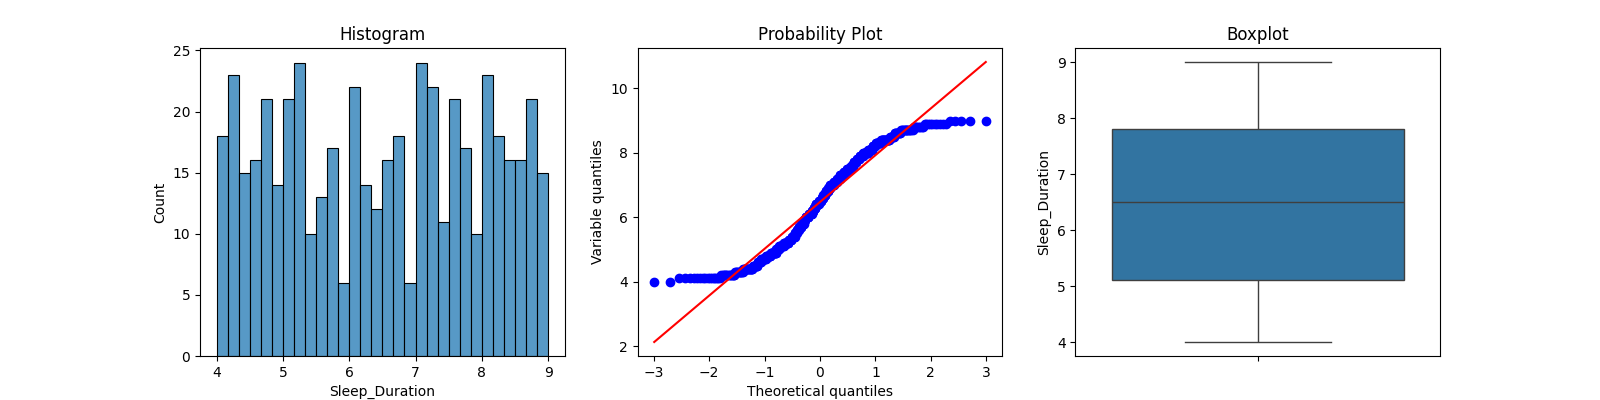 Histogram
25
20
15
10
5
0
Count
4 5 6 7 8 9
Sleep_Duration
Probability Plot
10
8
6
4
2
Variable quantiles
−3 −2 −1 0 1 2 3
Theoretical quantiles
Boxplot
9
8
7
6
5
4
Sleep_Duration